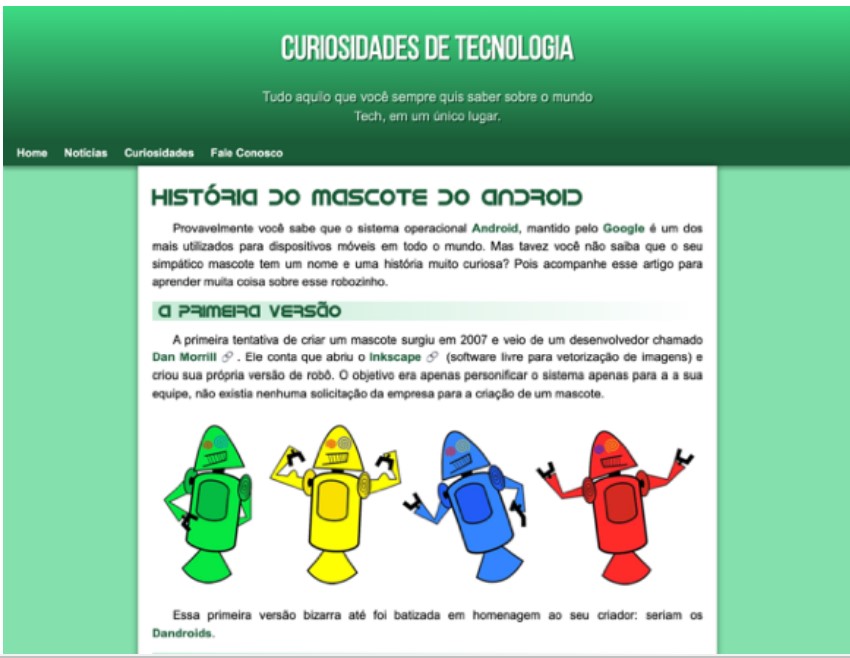 CURIOSIDADES DE TECNOLOGIA
Tudo aquilo que você sempre quis saber sobre o mundo
Tech, em um único lugar.
Home Notícias Curiosidades Fale Conosco
HISTÓRIA DO MASCOTE DO ANDROID
Provavelmente você sabe que o sistema operacional Android, mantido pelo Google é um dos
mais utilizados para dispositivos móveis em todo o mundo. Mas tavez você não saiba que o seu
simpático mascote tem um nome e uma história muito curiosa? Pois acompanhe esse artigo para
aprender muita coisa sobre esse robozinho.
A PRIMEIRA VERSÃO
A primeira tentativa de criar um mascote surgiu em 2007 e veio de um desenvolvedor chamado
Dan Morrill . Ele conta que abriu o Inkscape (software livre para vetorização de imagens) e
criou sua própria versão de robô. O objetivo era apenas personificar o sistema apenas para a a sua
equipe, não existia nenhuma solicitação da empresa para a criação de um mascote.
Essa primeira versão bizarra até foi batizada em homenagem ao seu criador: seriam os
Dandroids.